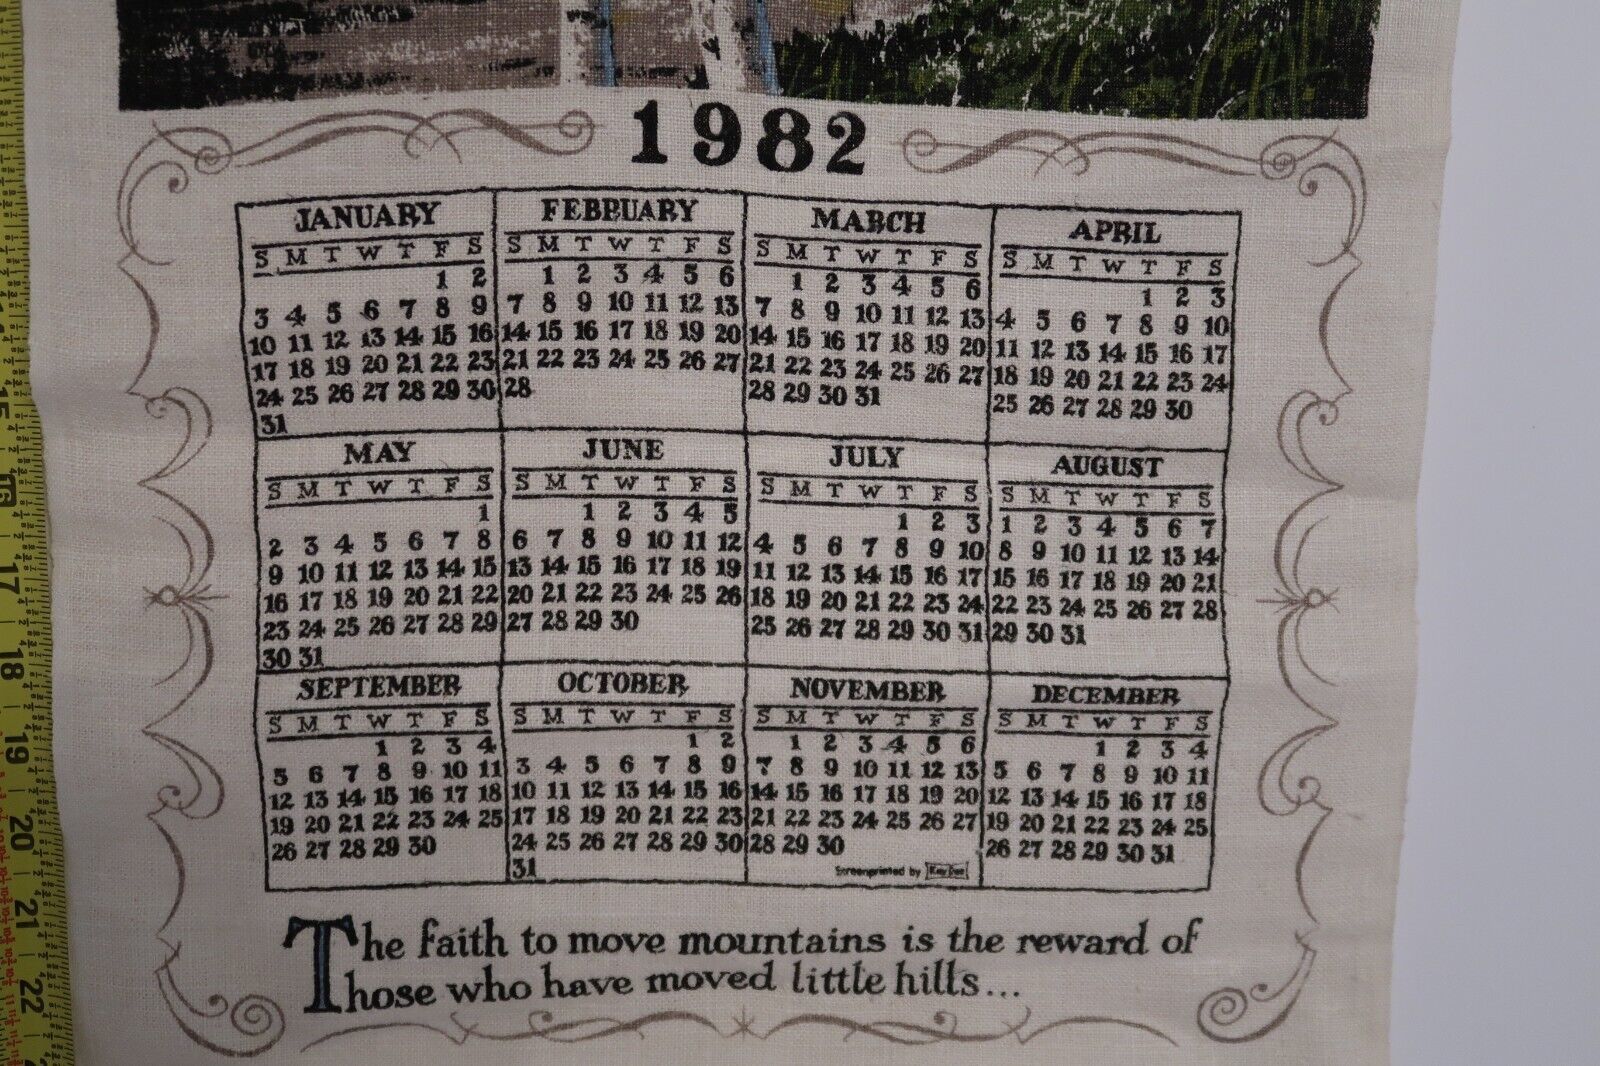 1982
JANUARY
S M T W T F S
1 2
3 4 5 6 7 8 9
10 11 12 13 14 15 16
17 18 19 20 21 22 23
24 25 26 27 28 29 30
31
FEBRUARY
S M T W T F S
1 2 3 4 5 6
7 8 9 10 11 12 13
14 15 16 17 18 19 20
21 22 23 24 25 26 27
28
MARCH
S M T W T F S
1 2 3 4 5 6
7 8 9 10 11 12 13
14 15 16 17 18 19 20
21 22 23 24 25 26 27
28 29 30 31
APRIL
S M T W T F S
1 2 3
4 5 6 7 8 9 10
11 12 13 14 15 16 17
18 19 20 21 22 23 24
25 26 27 28 29 30
MAY
S M T W T F S
1
2 3 4 5 6 7 8
9 10 11 12 13 14 15
16 17 18 19 20 21 22
23 24 25 26 27 28 29
30 31
JUNE
S M T W T F S
1 2 3 4 5
6 7 8 9 10 11 12
13 14 15 16 17 18 19
20 21 22 23 24 25 26
27 28 29 30
JULY
S M T W T F S
1 2 3
4 5 6 7 8 9 10
11 12 13 14 15 16 17
18 19 20 21 22 23 24
25 26 27 28 29 30 31
AUGUST
S M T W T F S
1 2 3 4 5 6 7
8 9 10 11 12 13 14
15 16 17 18 19 20 21
22 23 24 25 26 27 28
29 30 31
SEPTEMBER
S M T W T F S
1 2 3 4
5 6 7 8 9 10 11
12 13 14 15 16 17 18
19 20 21 22 23 24 25
26 27 28 29 30
OCTOBER
S M T W T F S
1 2
3 4 5 6 7 8 9
10 11 12 13 14 15 16
17 18 19 20 21 22 23
24 25 26 27 28 29 30
31
NOVEMBER
S M T W T F S
1 2 3 4 5 6
7 8 9 10 11 12 13
14 15 16 17 18 19 20
21 22 23 24 25 26 27
28 29 30
Screenprinted by Kay Dee
DECEMBER
S M T W T F S
1 2 3 4
5 6 7 8 9 10 11
12 13 14 15 16 17 18
19 20 21 22 23 24 25
26 27 28 29 30 31
The faith to move mountains is the reward of
Those who have moved little hills...
15
16
17
18
19
20
21
22